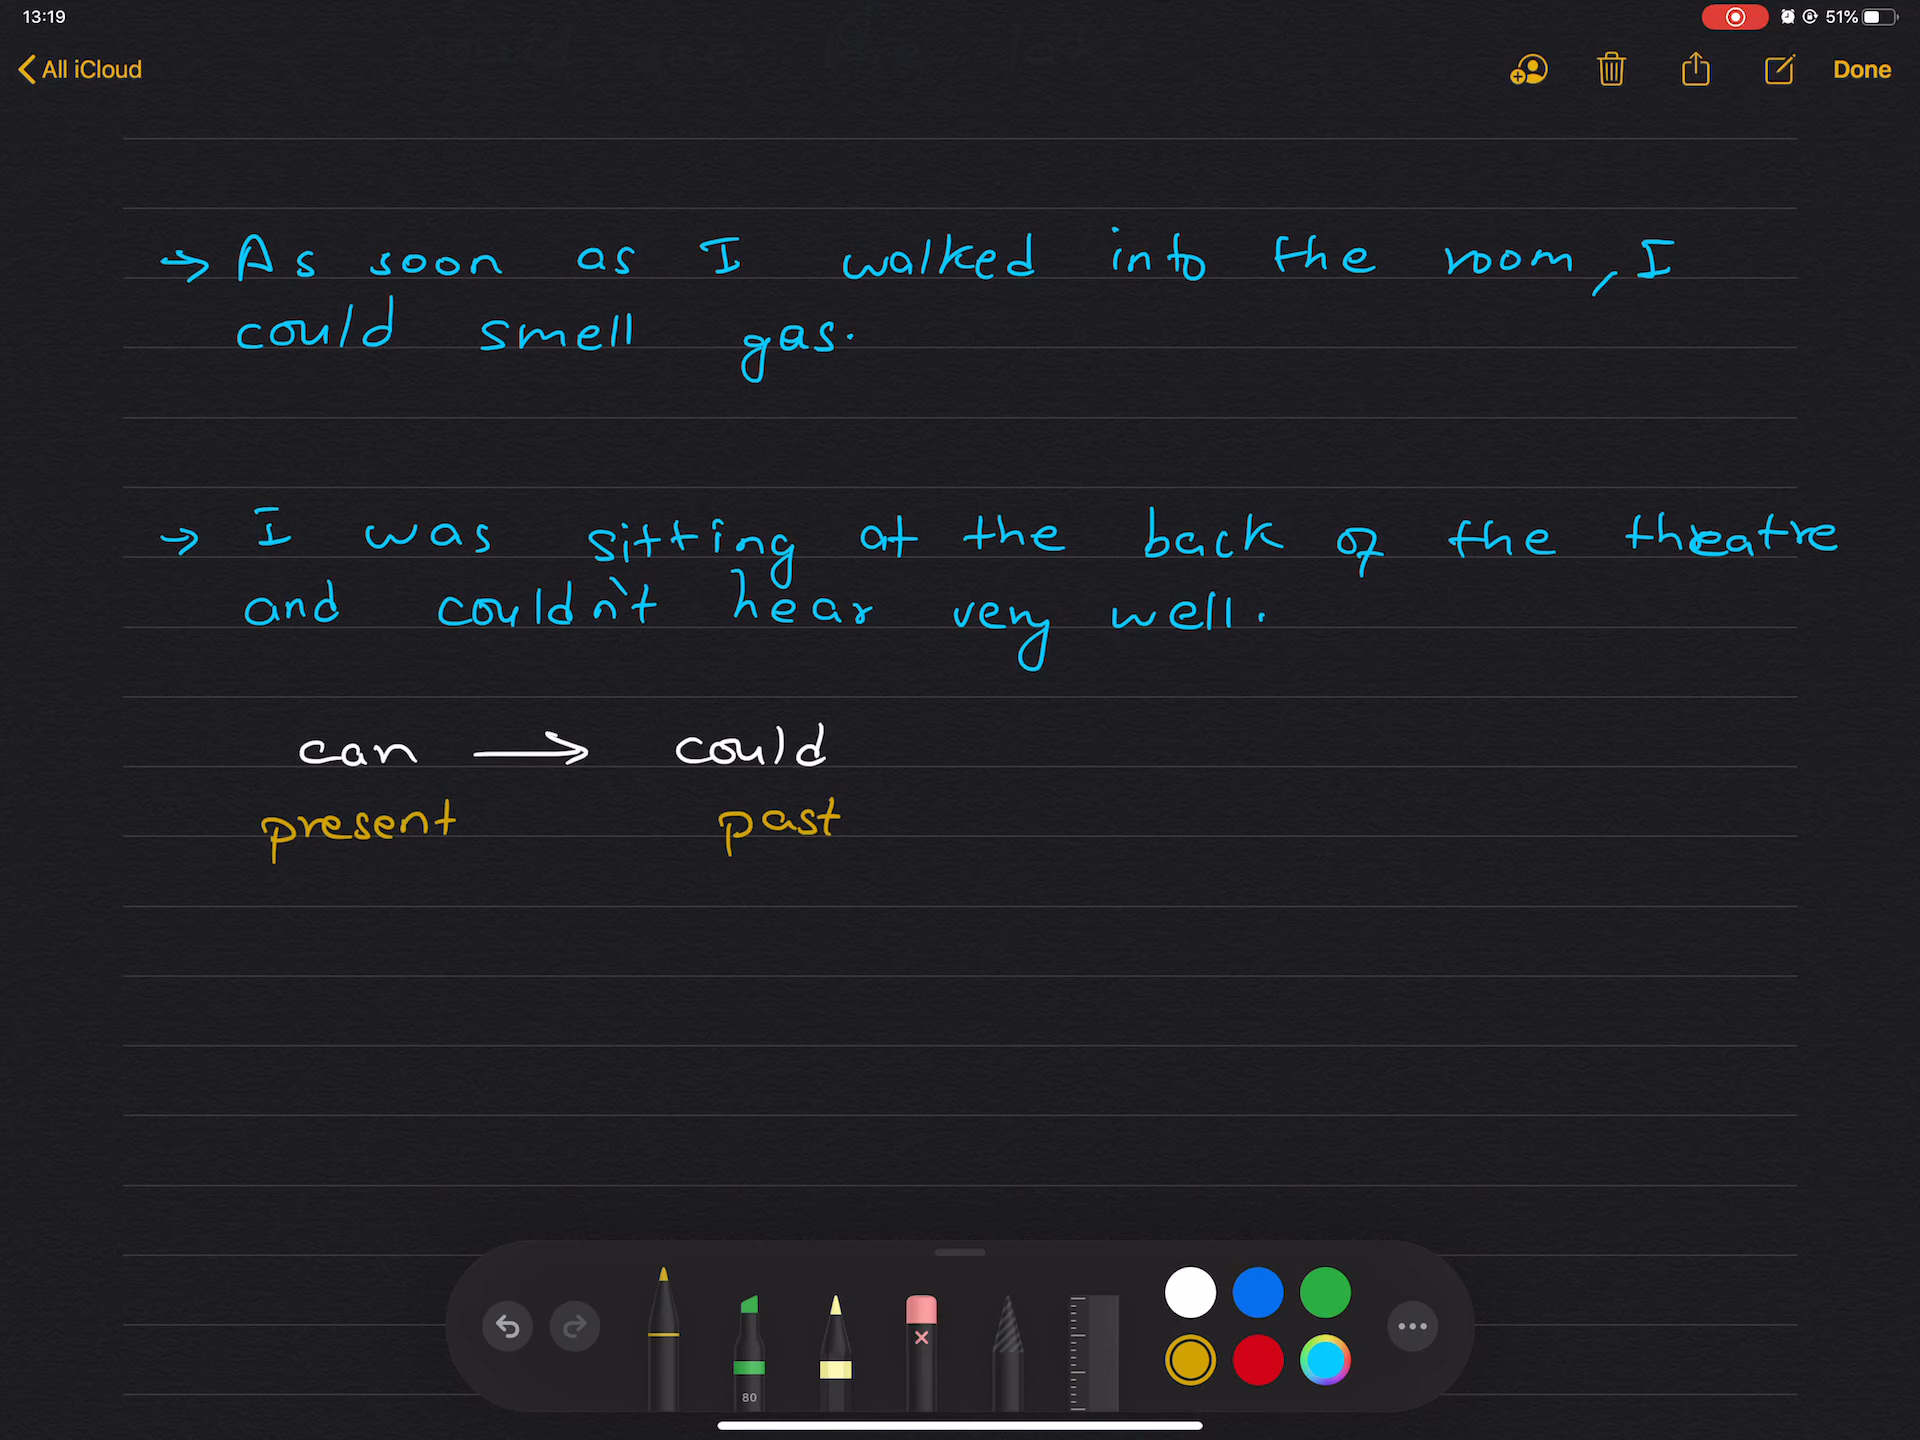 13:19
51%
All iCloud
Done
→ As soon as I walked into the room, I
could smell gas.
→ I was sitting at the back of the theatre
and couldn't hear very well.
can → could
present past
80